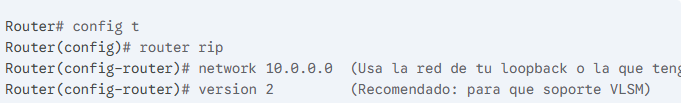 Router# config t
Router(config)# router rip
Router(config-router)# network 10.0.0.0  (Usa la red de tu loopback o la que
Router(config-router)# version 2         (Recomendado: para que soporte VLSM)